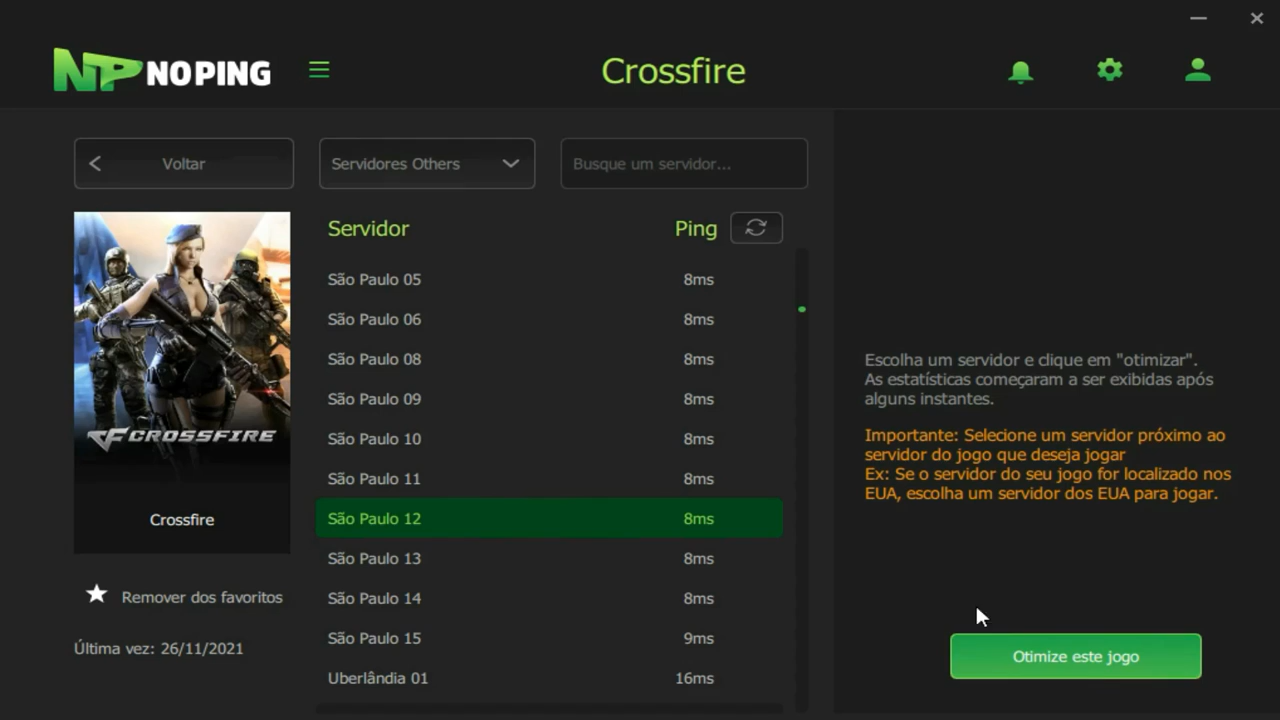 NP NOPING
Crossfire
Voltar
Servidores Others
Busque um servidor...
Servidor Ping
São Paulo 05 8ms
São Paulo 06 8ms
São Paulo 08 8ms
São Paulo 09 8ms
São Paulo 10 8ms
São Paulo 11 8ms
São Paulo 12 8ms
São Paulo 13 8ms
São Paulo 14 8ms
São Paulo 15 9ms
Uberlândia 01 16ms
CF CROSSFIRE
Crossfire
Remover dos favoritos
Última vez: 26/11/2021
Escolha um servidor e clique em "otimizar".
As estatísticas começaram a ser exibidas após
alguns instantes.
Importante: Selecione um servidor próximo ao
servidor do jogo que deseja jogar
Ex: Se o servidor do seu jogo for localizado nos
EUA, escolha um servidor dos EUA para jogar.
Otimize este jogo